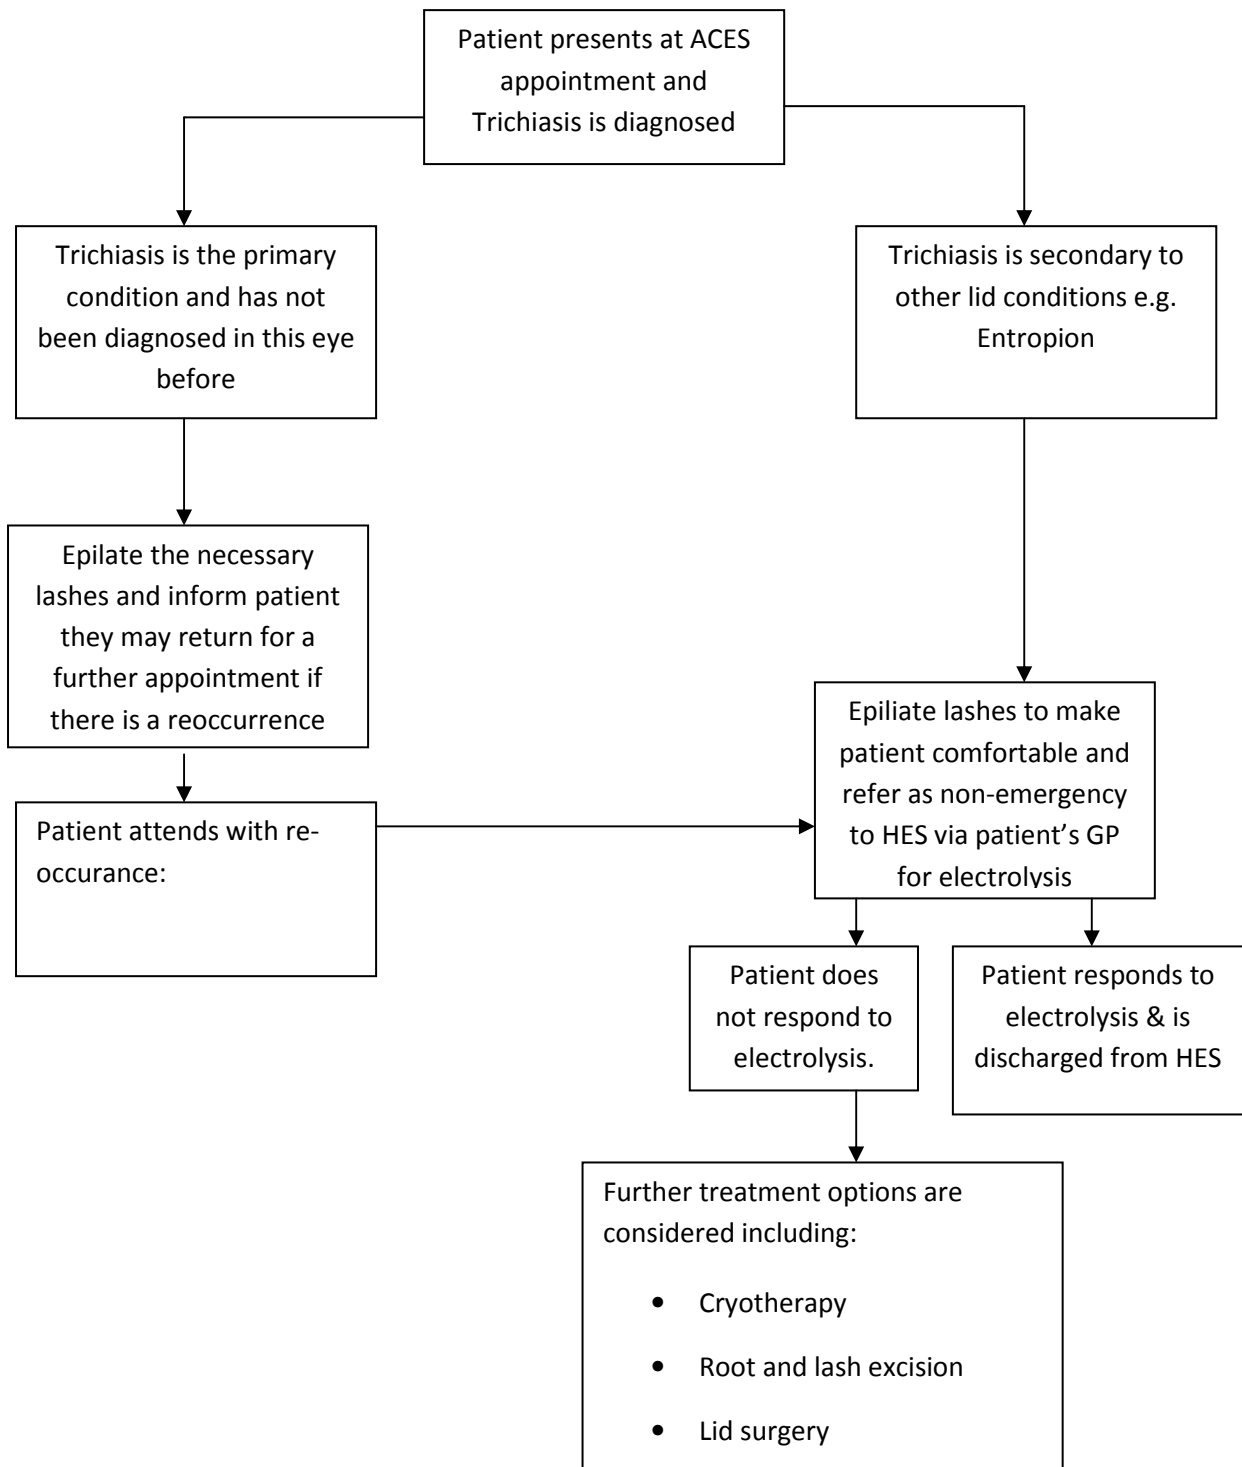 Patient presents at ACES
appointment and
Trichiasis is diagnosed
Trichiasis is the primary
condition and has not
been diagnosed in this eye
before
Trichiasis is secondary to
other lid conditions e.g.
Entropion
Epilate the necessary
lashes and inform patient
they may return for a
further appointment if
there is a reoccurrence
Epiliate lashes to make
patient comfortable and
refer as non-emergency
to HES via patient’s GP
for electrolysis
Patient attends with re-
occurance:
Patient does
not respond to
electrolysis.
Patient responds to
electrolysis & is
discharged from HES
Further treatment options are
considered including:
• Cryotherapy
• Root and lash excision
• Lid surgery